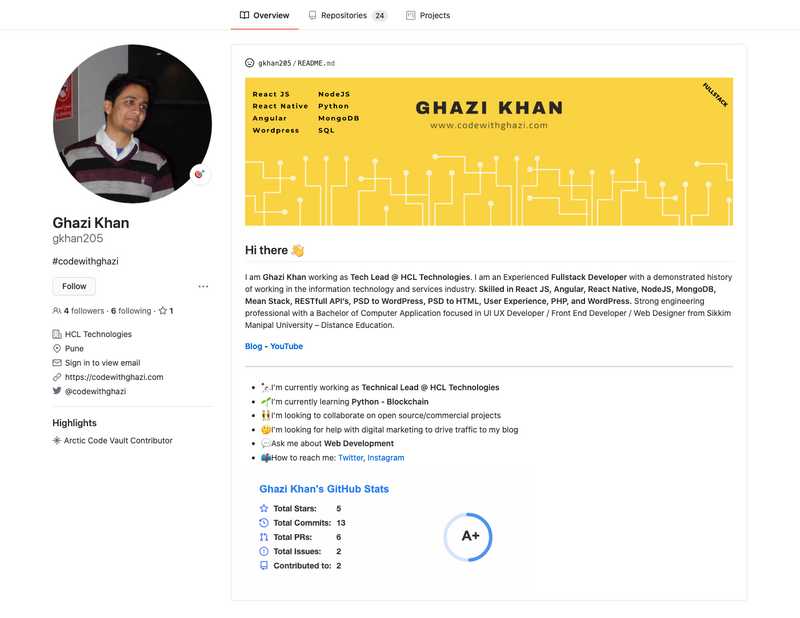 Overview Repositories 24 Projects
Ghazi Khan
gkhan205
#codewithghazi
Follow
4 followers · 6 following · 1
HCL Technologies
Pune
Sign in to view email
https://codewithghazi.com
@codewithghazi
Highlights
Arctic Code Vault Contributor
gkhan205/README.md
React JS NodeJS
React Native Python
Angular MongoDB
Wordpress SQL
GHAZI KHAN
www.codewithghazi.com
FULLSTACK
Hi there
I am Ghazi Khan working as Tech Lead @ HCL Technologies. I am an Experienced Fullstack Developer with a demonstrated history
of working in the information technology and services industry. Skilled in React JS, Angular, React Native, NodeJS, MongoDB,
Mean Stack, RESTfull API's, PSD to WordPress, PSD to HTML, User Experience, PHP, and WordPress. Strong engineering
professional with a Bachelor of Computer Application focused in UI UX Developer / Front End Developer / Web Designer from Sikkim
Manipal University – Distance Education.
Blog - YouTube
I'm currently working as Technical Lead @ HCL Technologies
I'm currently learning Python - Blockchain
I'm looking to collaborate on open source/commercial projects
I'm looking for help with digital marketing to drive traffic to my blog
Ask me about Web Development
How to reach me: Twitter, Instagram
Ghazi Khan's GitHub Stats
Total Stars: 5
Total Commits: 13
Total PRs: 6
Total Issues: 2
Contributed to: 2
A+